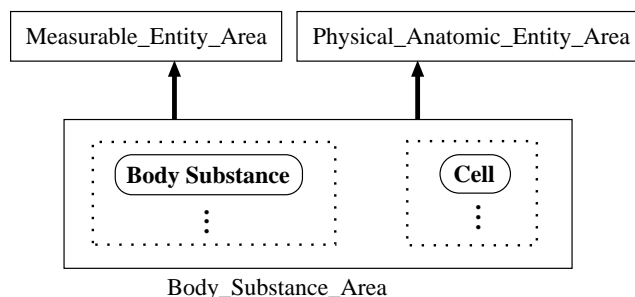 Measurable_Entity_Area
Physical_Anatomic_Entity_Area
Body Substance
Cell
Body_Substance_Area